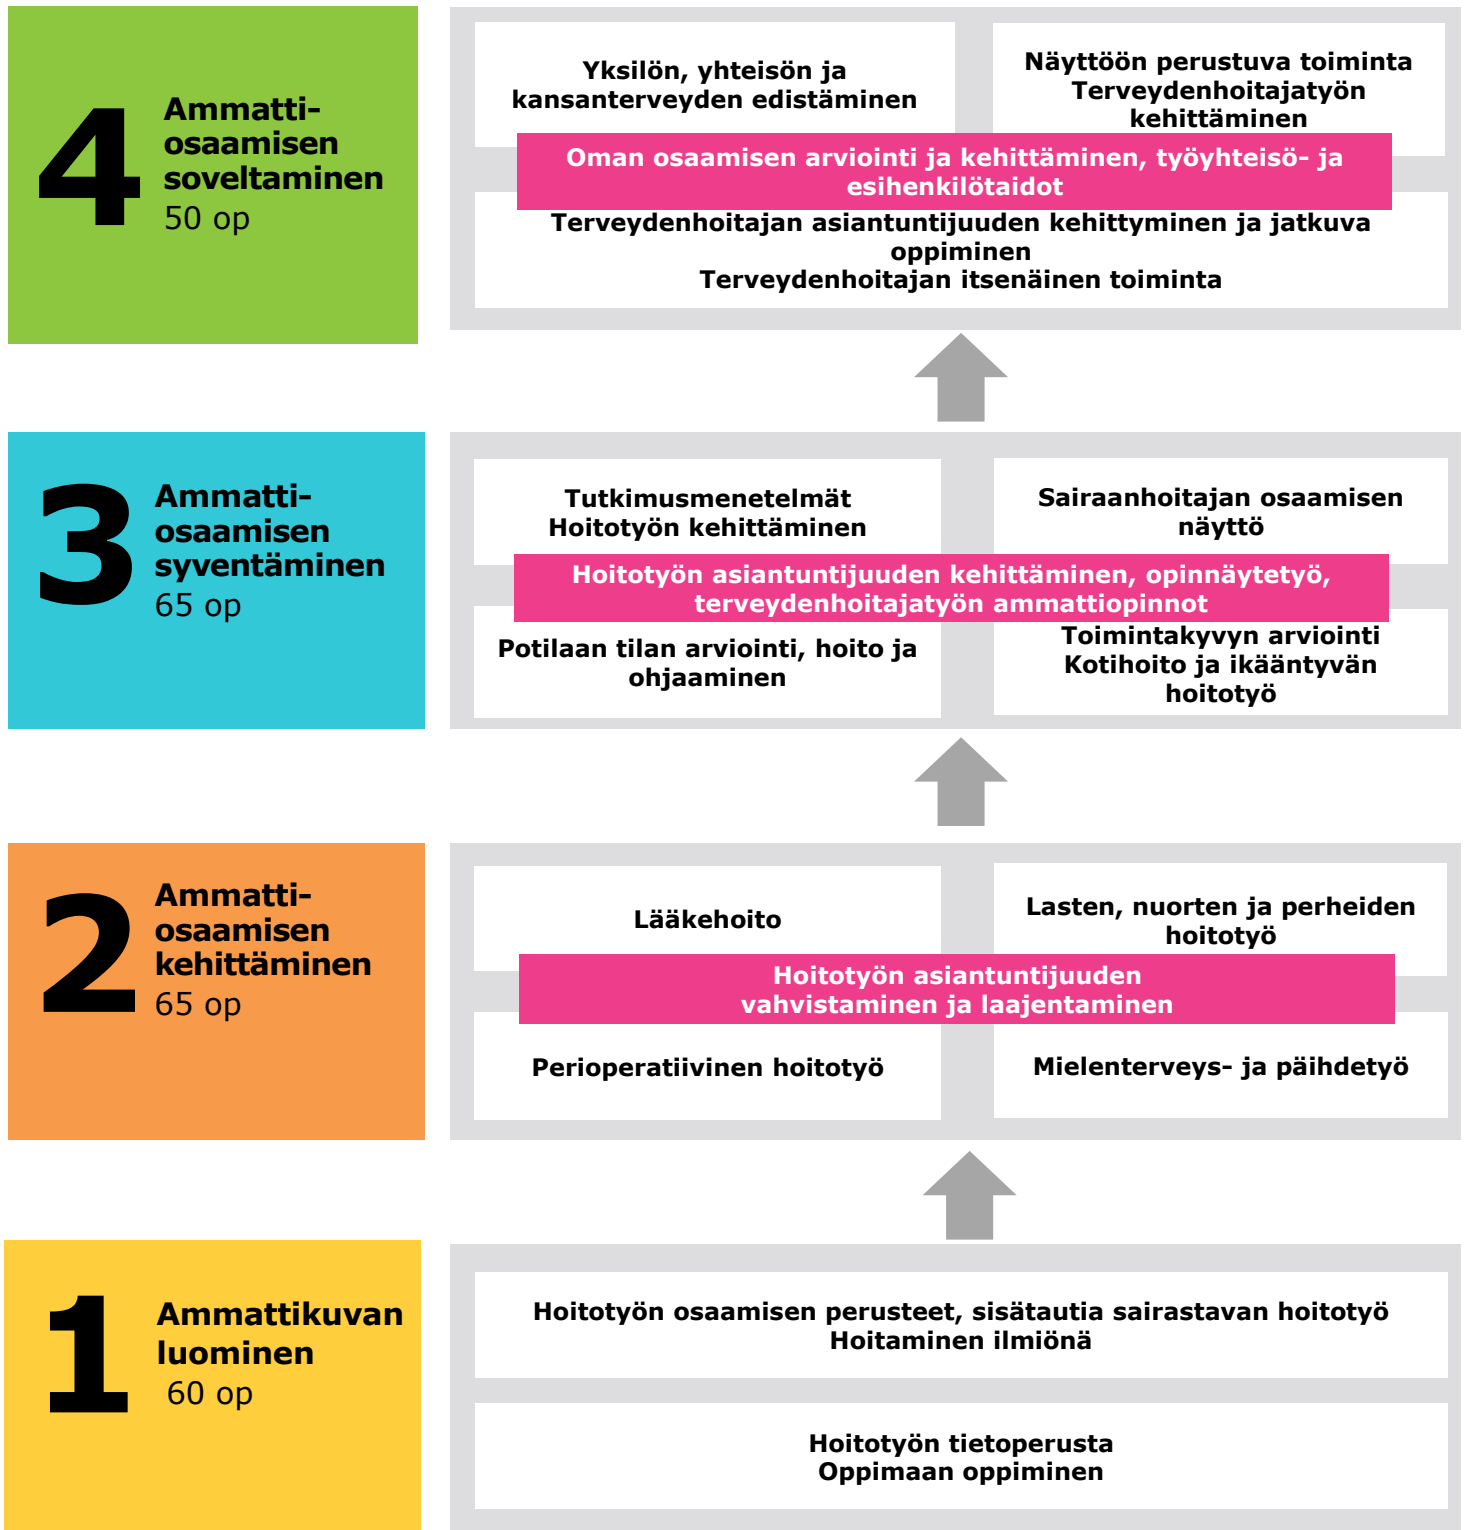 4
Ammatti-
osaamisen
soveltaminen
50 op
Yksilön, yhteisön ja
kansanterveyden edistäminen
Näyttöön perustuva toiminta
Terveydenhoitajatyön
kehittäminen
Oman osaamisen arviointi ja kehittäminen, työyhteisö- ja
esihenkilötaidot
Terveydenhoitajan asiantuntijuuden kehittyminen ja jatkuva
oppiminen
Terveydenhoitajan itsenäinen toiminta
3
Ammatti-
osaamisen
syventäminen
65 op
Tutkimusmenetelmät
Hoitotyön kehittäminen
Sairaanhoitajan osaamisen
näyttö
Hoitotyön asiantuntijuuden kehittäminen, opinnäytetyö,
terveydenhoitajatyön ammattiopinnot
Potilaan tilan arviointi, hoito ja
ohjaaminen
Toimintakyvyn arviointi
Kotihoito ja ikääntyvän
hoitotyö
2
Ammatti-
osaamisen
kehittäminen
65 op
Lääkehoito
Lasten, nuorten ja perheiden
hoitotyö
Hoitotyön asiantuntijuuden
vahvistaminen ja laajentaminen
Perioperatiivinen hoitotyö
Mielenterveys- ja päihdetyö
1
Ammattikuvan
luominen
60 op
Hoitotyön osaamisen perusteet, sisätautia sairastavan hoitotyö
Hoitaminen ilmiönä
Hoitotyön tietoperusta
Oppimaan oppiminen